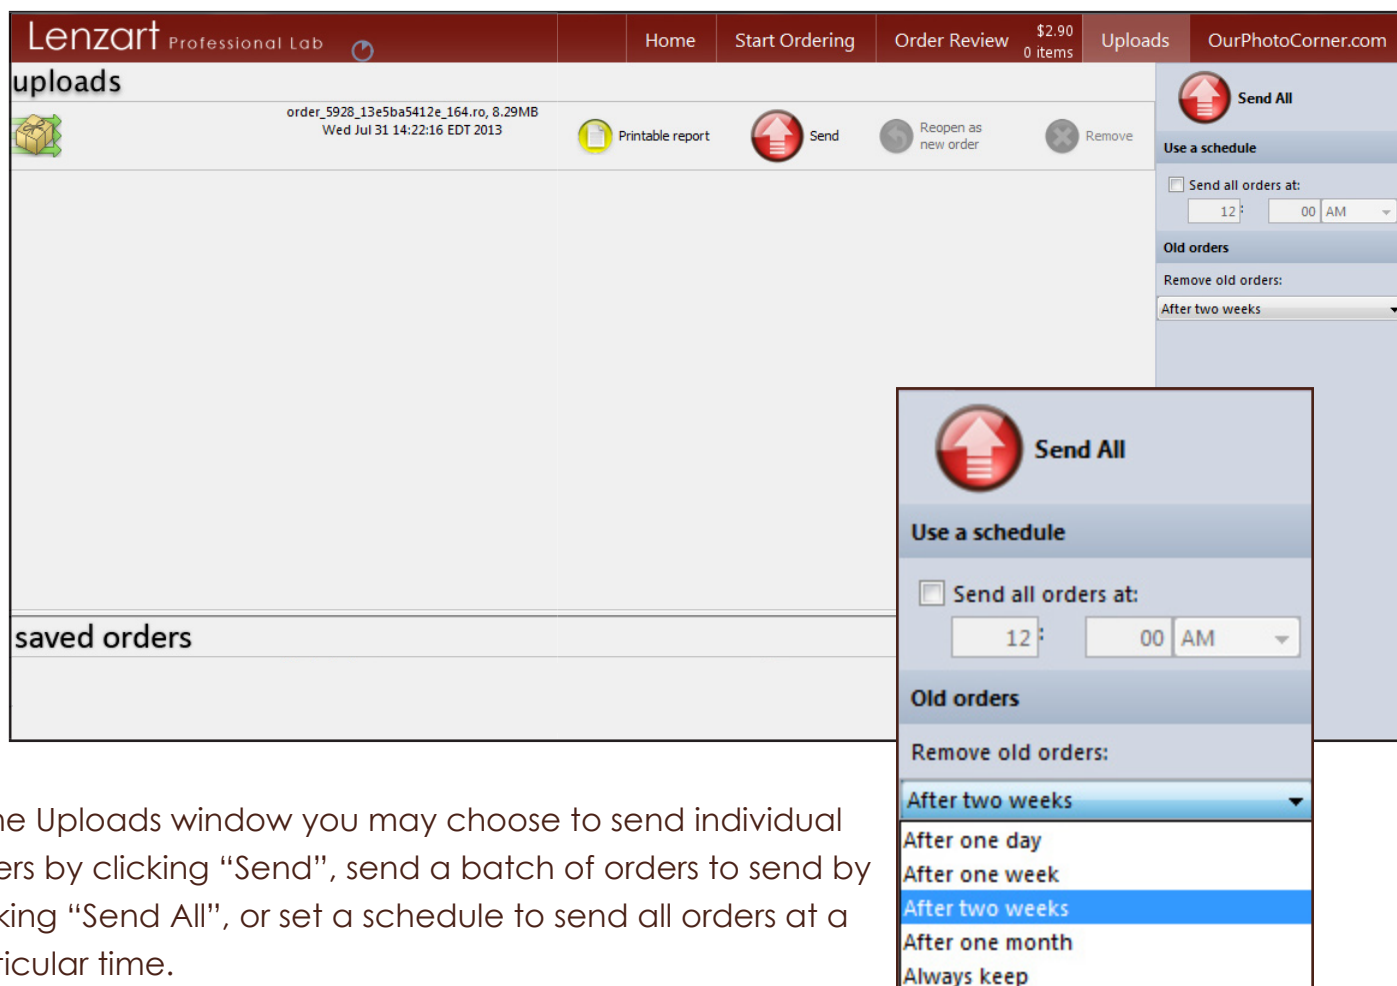 Lenzart Professional Lab
Home
Start Ordering
Order Review
$2.90
0 items
Uploads
OurPhotoCorner.com
uploads
order_5928_13e5ba5412e_164.ro, 8.29MB
Wed Jul 31 14:22:16 EDT 2013
Printable report
Send
Reopen as
new order
Remove
Send All
Use a schedule
Send all orders at:
12 : 00 AM
Old orders
Remove old orders:
After two weeks
saved orders
Send All
Use a schedule
Send all orders at:
12 : 00 AM
Old orders
Remove old orders:
After two weeks
After one day
After one week
After two weeks
After one month
Always keep
Uploads window you may choose to send individual
by clicking “Send”, send a batch of orders to send by
“Send All”, or set a schedule to send all orders at a
time.